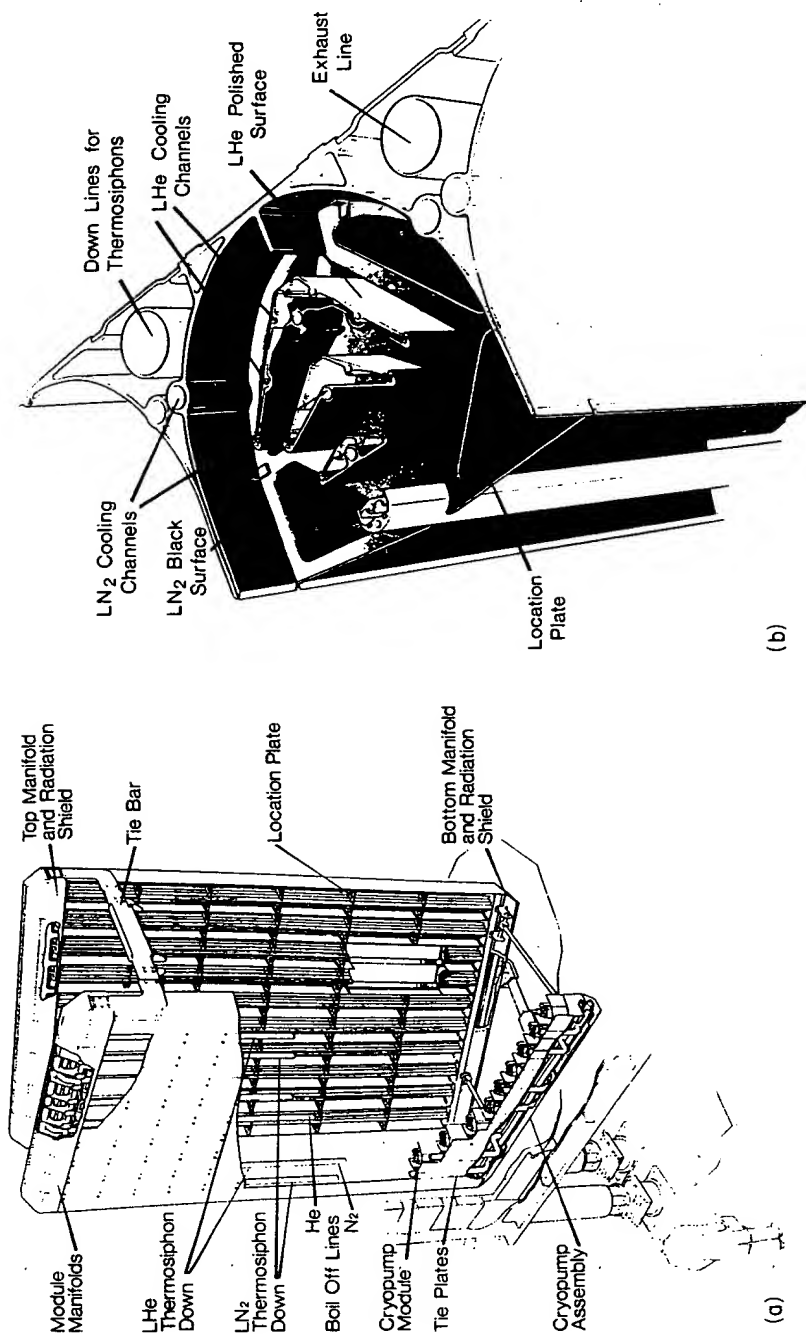 Module
Manifolds
LHe
Thermosiphon
Down
LN2
Thermosiphon
Down
He
Boil Off Lines
N2
Cryopump
Module
Tie Plates
Cryopump
Assembly
Top Manifold
and Radiation
Shield
Tie Bar
Location Plate
Bottom Manifold
and Radiation
Shield
(a)
LN2 Cooling
Channels
LN2 Black
Surface
Down Lines for
Thermosiphons
LHe Cooling
Channels
LHe Polished
Surface
Exhaust
Line
Location
Plate
(b)